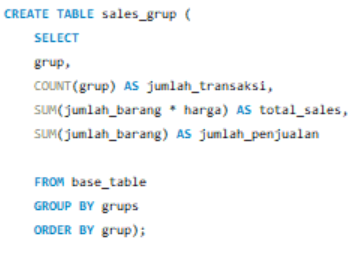 CREATE TABLE sales_grup (
SELECT
grup,
COUNT(grup) AS jumlah_transaksi,
SUM(jumlah_barang * harga) AS total_sales,
SUM(jumlah_barang) AS jumlah_penjualan
FROM base_table
GROUP BY grups
ORDER BY grup);